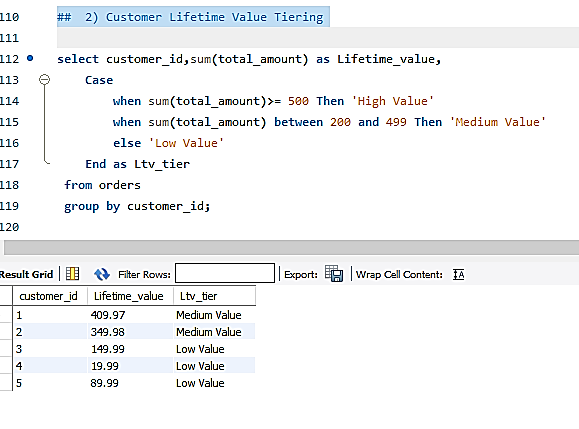 110 ##  2) Customer Lifetime Value Tiering
111
112 select customer_id,sum(total_amount) as Lifetime_value,
113 Case
114 when sum(total_amount)>= 500 Then 'High Value'
115 when sum(total_amount) between 200 and 499 Then 'Medium Value'
116 else 'Low Value'
117 End as Ltv_tier
118 from orders
119 group by customer_id;
120
Result Grid Filter Rows: Export: Wrap Cell Content: IA
customer_id Lifetime_value Ltv_tier
1 409.97 Medium Value
2 349.98 Medium Value
3 149.99 Low Value
4 19.99 Low Value
5 89.99 Low Value